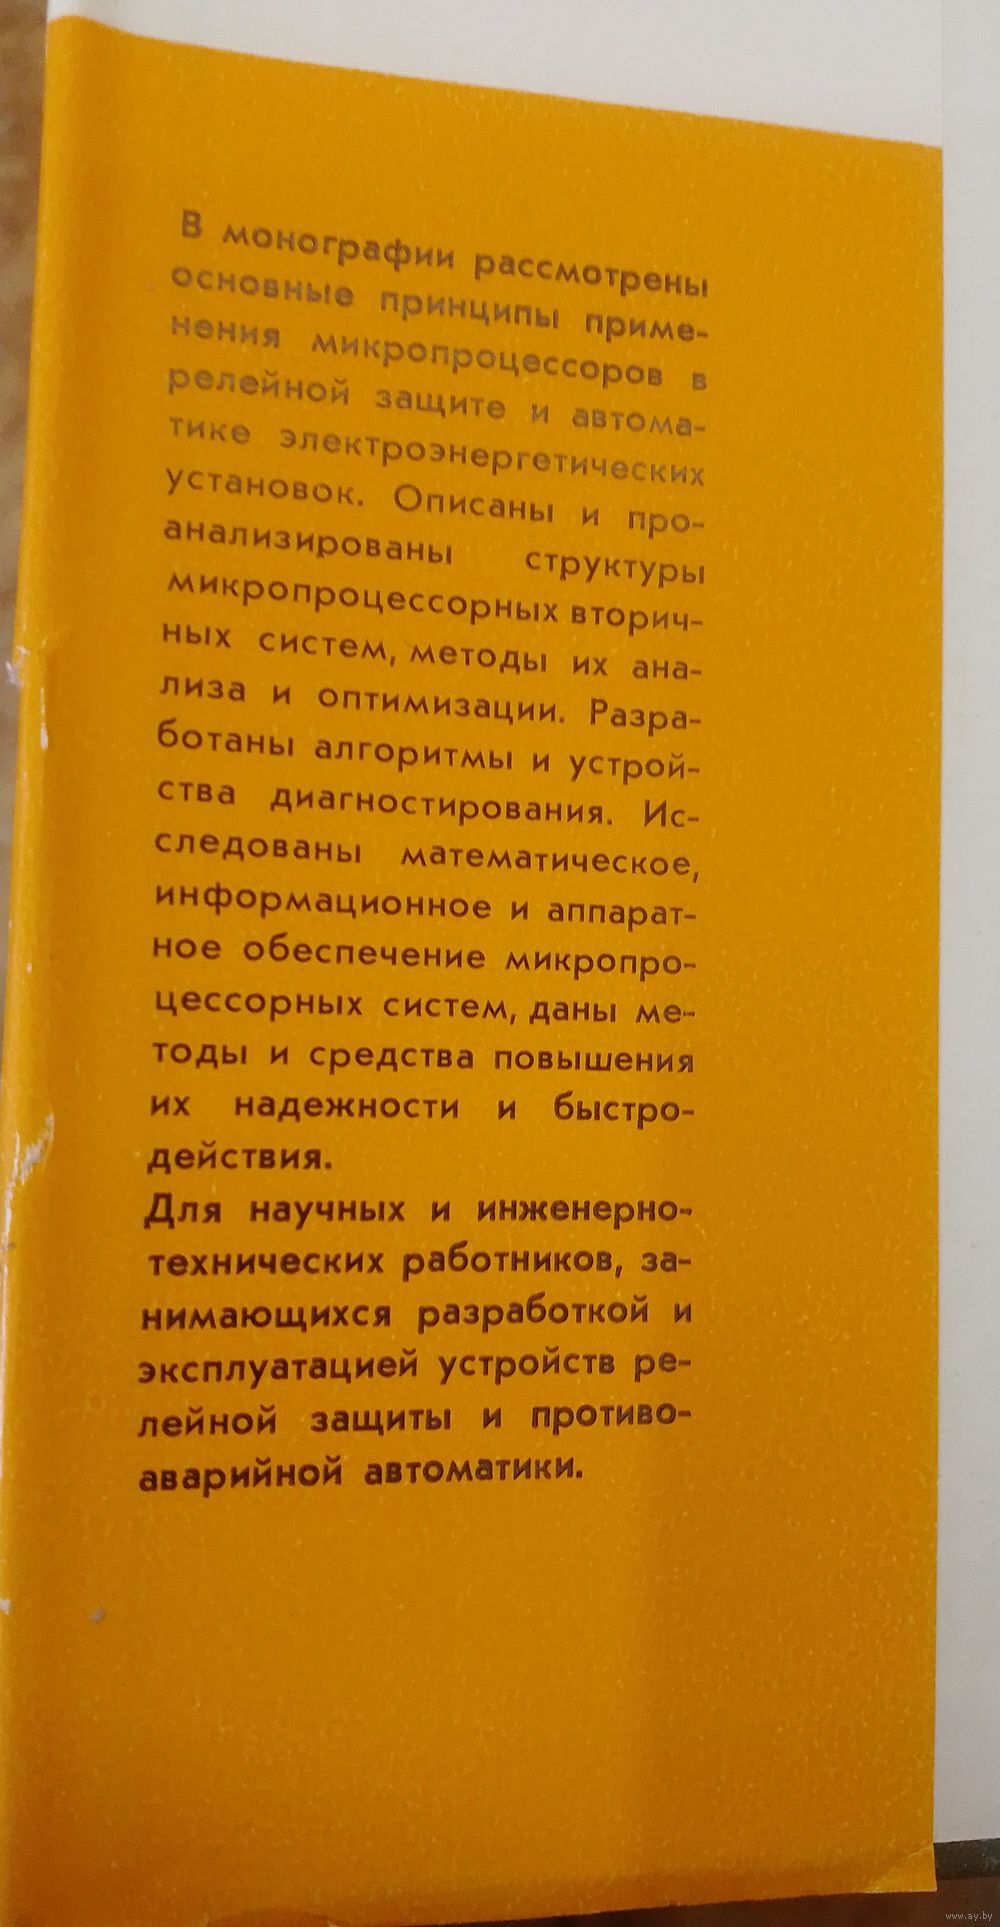 В монографии рассмотрены
основные принципы приме-
нения микропроцессоров в
релейной защите и автома-
тике электроэнергетических
установок. Описаны и про-
анализированы структуры
микропроцессорных вторич-
ных систем, методы их ана-
лиза и оптимизации. Разра-
ботаны алгоритмы и устрой-
ства диагностирования. Ис-
следованы математическое,
информационное и аппарат-
ное обеспечение микропро-
цессорных систем, даны ме-
тоды и средства повышения
их надежности и быстро-
действия.
Для научных и инженерно-
технических работников, за-
нимающихся разработкой и
эксплуатацией устройств ре-
лейной защиты и противо-
аварийной автоматики.
www.ay.by